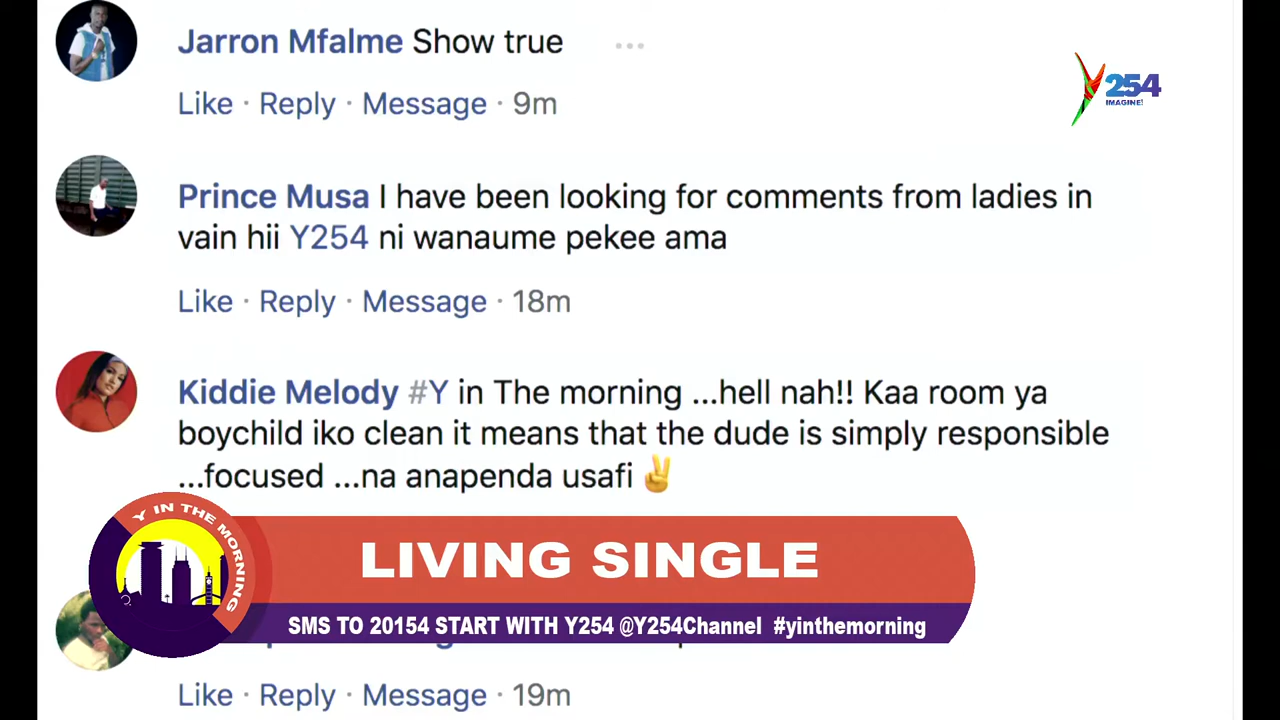 Jarron Mfalme Show true
Like · Reply · Message · 9m
Y254
IMAGINE!
Prince Musa I have been looking for comments from ladies in
vain hii Y254 ni wanaume pekee ama
Like · Reply · Message · 18m
Kiddie Melody #Y in The morning ...hell nah!! Kaa room ya
boychild iko clean it means that the dude is simply responsible
...focused ...na anapenda usafi ✌
Y IN THE MORNING
LIVING SINGLE
SMS TO 20154 START WITH Y254 @Y254Channel #yinthemorning
Like · Reply · Message · 19m